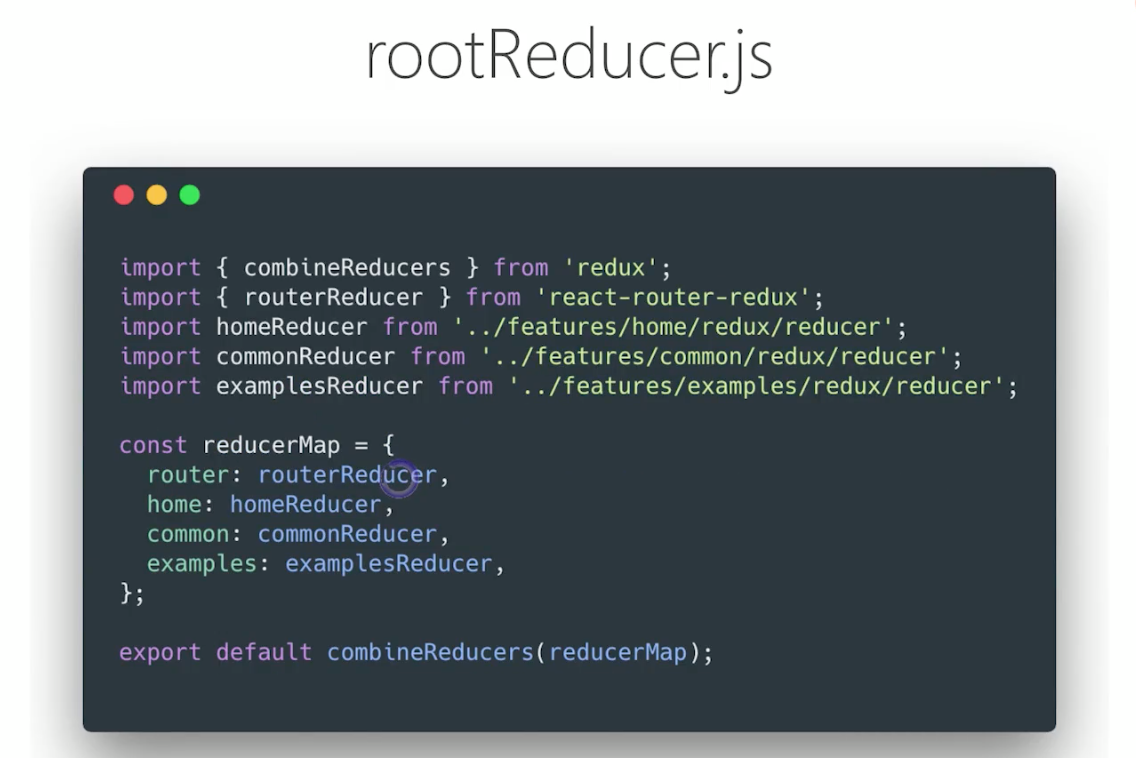 rootReducer.js
import { combineReducers } from 'redux';
import { routerReducer } from 'react-router-redux';
import homeReducer from '../features/home/redux/reducer';
import commonReducer from '../features/common/redux/reducer';
import examplesReducer from '../features/examples/redux/reducer';
const reducerMap = {
  router: routerReducer,
  home: homeReducer,
  common: commonReducer,
  examples: examplesReducer,
};
export default combineReducers(reducerMap);